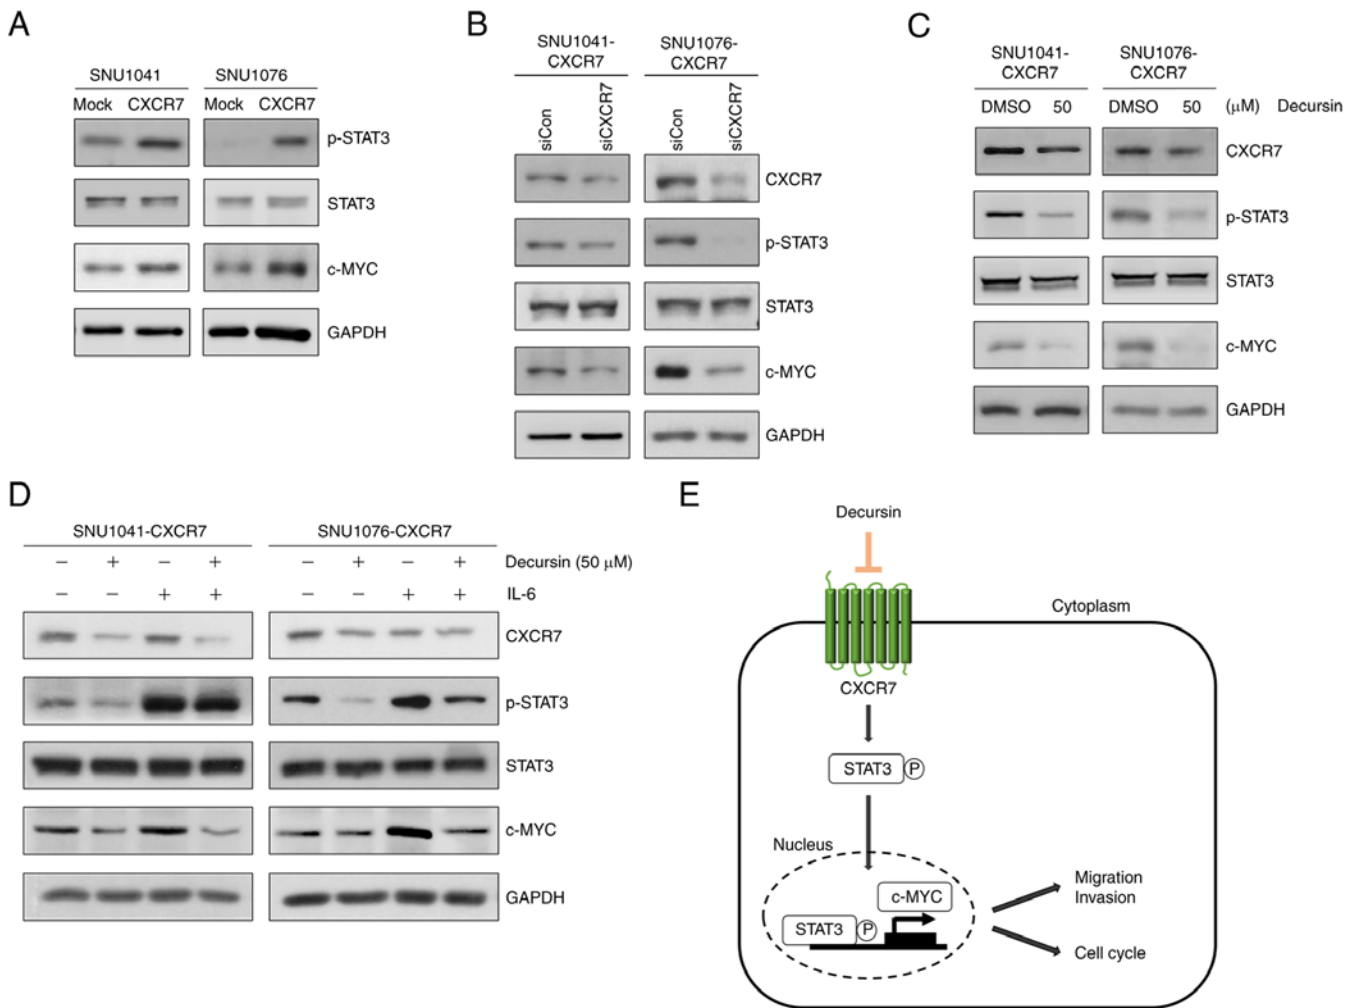 A
SNU1041 SNU1076
Mock CXCR7 Mock CXCR7
p-STAT3
STAT3
c-MYC
GAPDH
B
SNU1041-
CXCR7
SNU1076-
CXCR7
siCon siCXCR7 siCon siCXCR7
CXCR7
p-STAT3
STAT3
c-MYC
GAPDH
C
SNU1041-
CXCR7
SNU1076-
CXCR7
DMSO 50 DMSO 50 (μM) Decursin
CXCR7
p-STAT3
STAT3
c-MYC
GAPDH
D
SNU1041-CXCR7 SNU1076-CXCR7
− + − + − + − + Decursin (50 μM)
− − + + − − + + IL-6
CXCR7
p-STAT3
STAT3
c-MYC
GAPDH
E
Decursin
Cytoplasm
CXCR7
STAT3 P
Nucleus
c-MYC
STAT3 P
Migration
Invasion
Cell cycle